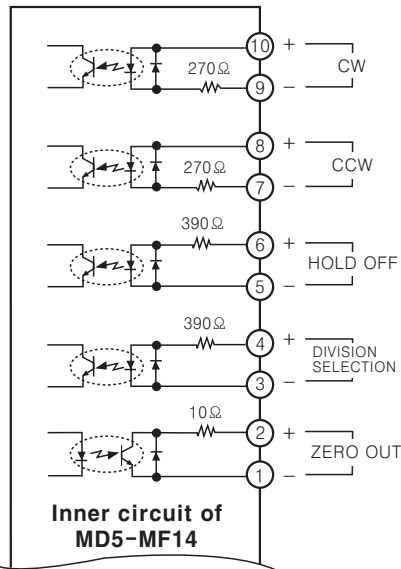 10 + CW
270Ω
9 −
8 + CCW
270Ω
7 −
390Ω
6 + HOLD OFF
5 −
390Ω
4 + DIVISION
SELECTION
3 −
10Ω
2 + ZERO OUT
1 −
Inner circuit of
MD5-MF14